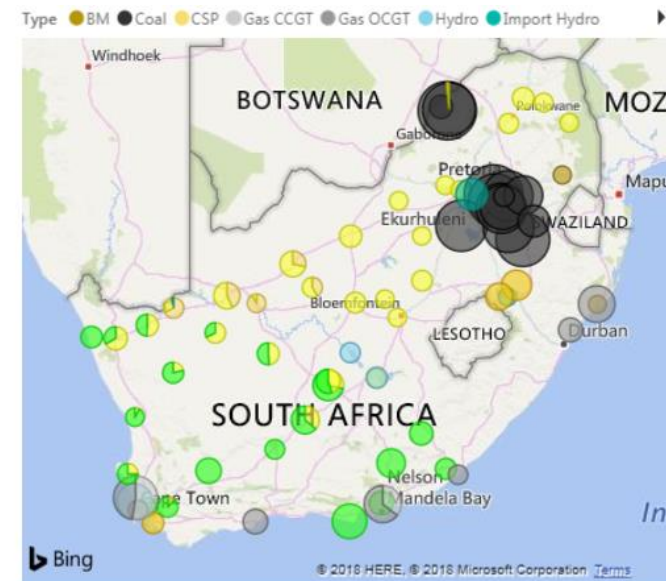 Type BM Coal CSP Gas CCGT Gas OCGT Hydro Import Hydro
Windhoek
BOTSWANA
MOZ
Polokwane
Gaborone
Pretoria
Mapu
Ekurhuleni
SWAZILAND
Bloemfontein
LESOTHO
Durban
SOUTH AFRICA
Nelson
Mandela Bay
Cape Town
In
Bing
© 2018 HERE, © 2018 Microsoft Corporation Terms